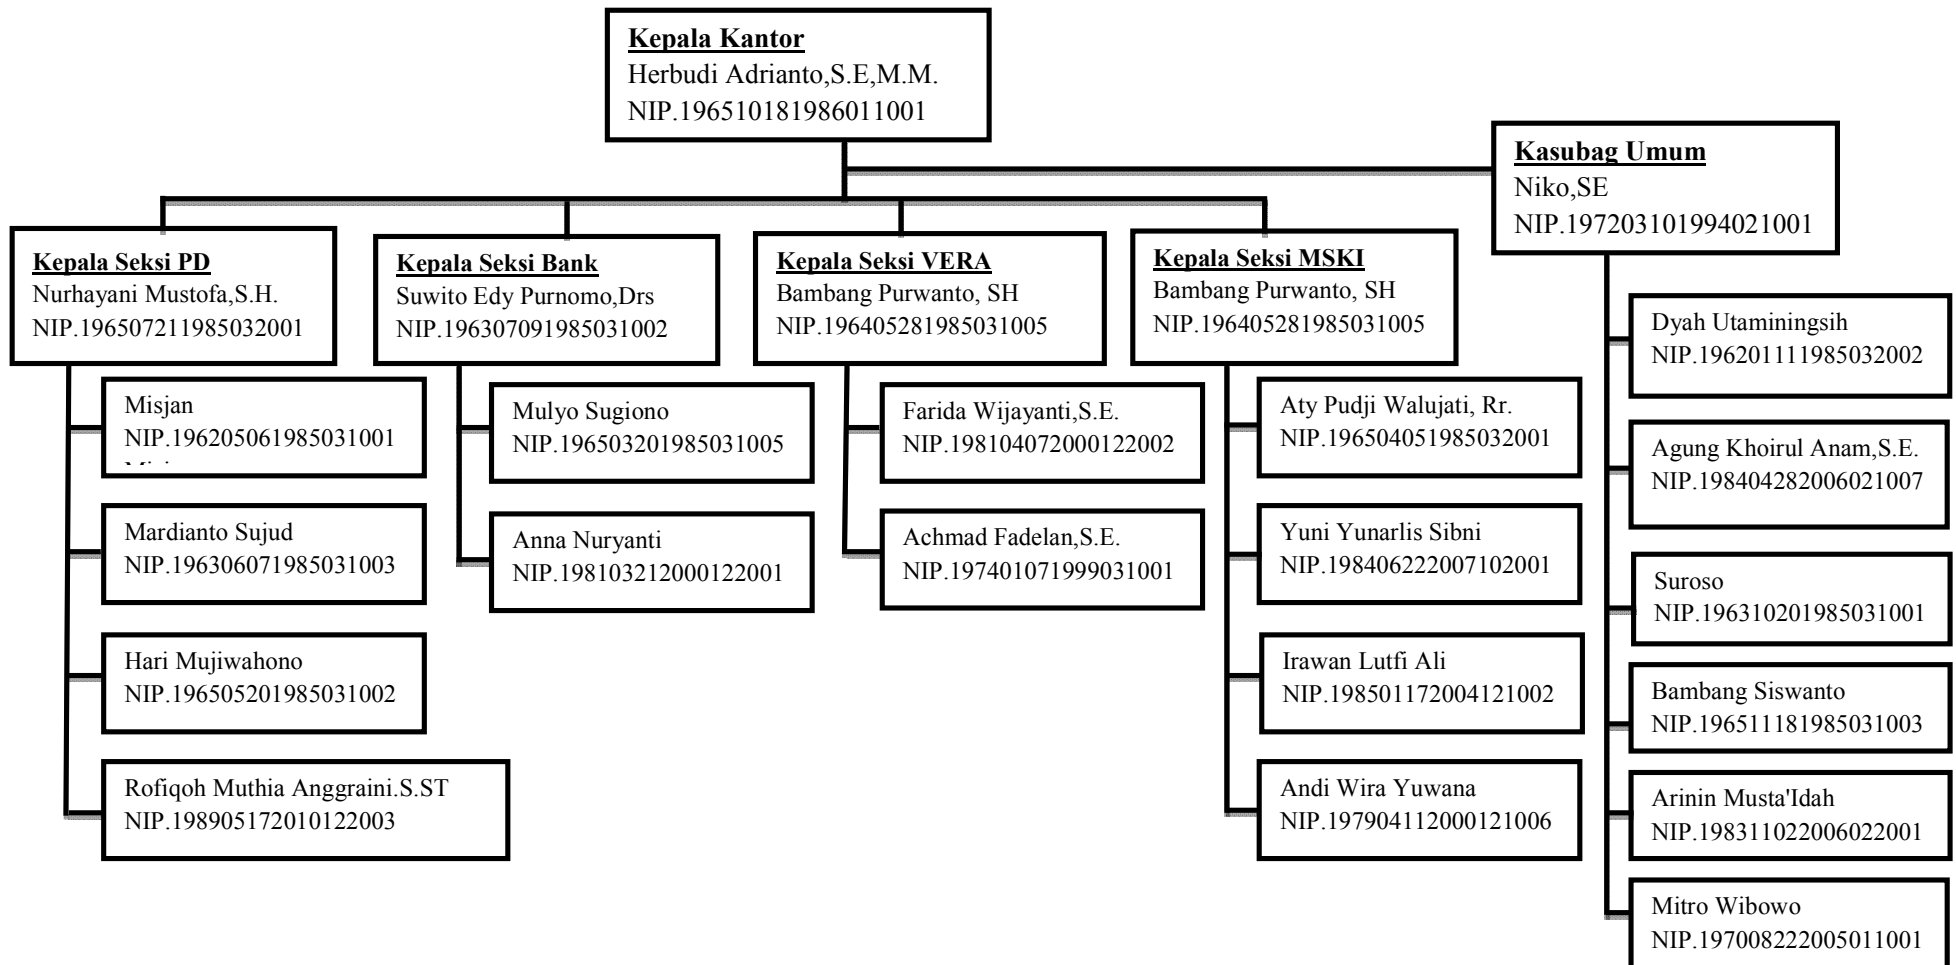 Kepala Kantor
Herbudi Adrianto,S.E,M.M.
NIP.196510181986011001
Kasubag Umum
Niko,SE
NIP.197203101994021001
Kepala Seksi PD
Nurhayani Mustofa,S.H.
NIP.196507211985032001
Kepala Seksi Bank
Suwito Edy Purnomo,Drs
NIP.196307091985031002
Kepala Seksi VERA
Bambang Purwanto, SH
NIP.196405281985031005
Kepala Seksi MSKI
Bambang Purwanto, SH
NIP.196405281985031005
Misjan
NIP.196205061985031001
Mardianto Sujud
NIP.196306071985031003
Hari Mujiwahono
NIP.196505201985031002
Rofiqoh Muthia Anggraini.S.ST
NIP.198905172010122003
Mulyo Sugiono
NIP.196503201985031005
Anna Nuryanti
NIP.198103212000122001
Farida Wijayanti,S.E.
NIP.198104072000122002
Achmad Fadelan,S.E.
NIP.197401071999031001
Aty Pudji Walujati, Rr.
NIP.196504051985032001
Yuni Yunarlis Sibni
NIP.198406222007102001
Irawan Lutfi Ali
NIP.198501172004121002
Andi Wira Yuwana
NIP.197904112000121006
Dyah Utaminingsih
NIP.196201111985032002
Agung Khoirul Anam,S.E.
NIP.198404282006021007
Suroso
NIP.196310201985031001
Bambang Siswanto
NIP.196511181985031003
Arinin Musta'Idah
NIP.198311022006022001
Mitro Wibowo
NIP.197008222005011001